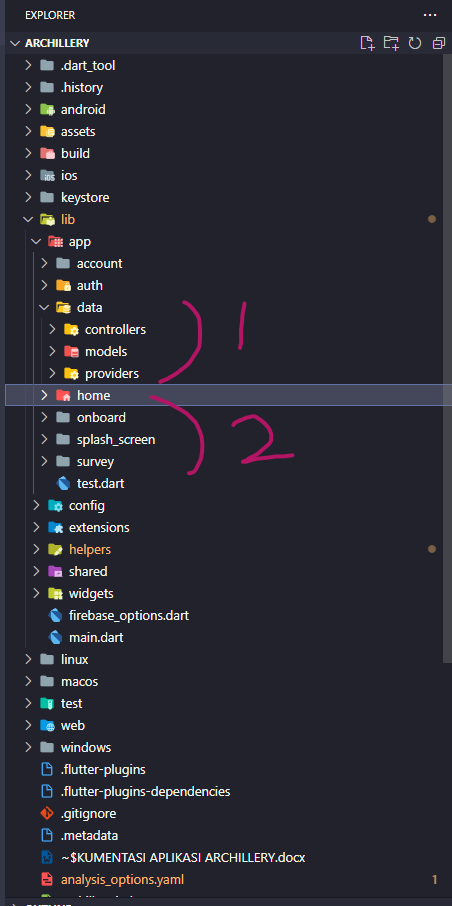 EXPLORER
ARCHILLERY
.dart_tool
.history
android
assets
build
ios
keystore
lib
app
account
auth
data
controllers
models
providers
1
home
onboard
splash_screen
survey
2
test.dart
config
extensions
helpers
shared
widgets
firebase_options.dart
main.dart
linux
macos
test
web
windows
.flutter-plugins
.flutter-plugins-dependencies
.gitignore
.metadata
~$KUMENTASI APLIKASI ARCHILLERY.docx
analysis_options.yaml 1